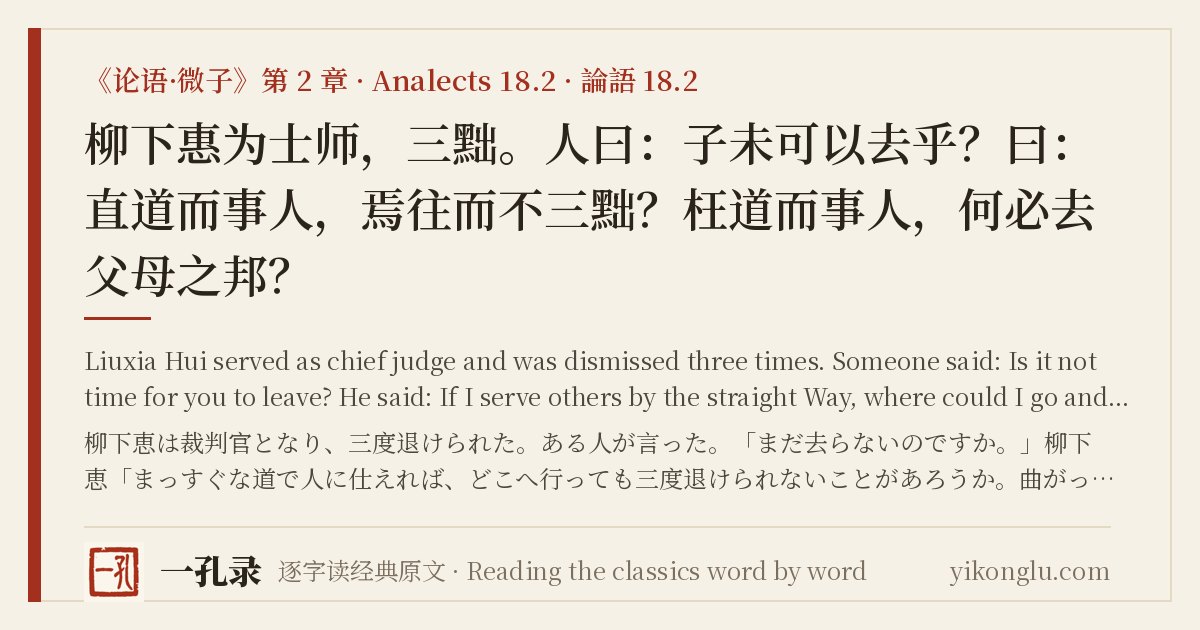 《论语·微子》第 2 章 · Analects 18.2 · 論語 18.2
柳下惠为士师，三黜。人曰：子未可以去乎？曰：
直道而事人，焉往而不三黜？枉道而事人，何必去
父母之邦？
Liuxia Hui served as chief judge and was dismissed three times. Someone said: Is it not
time for you to leave? He said: If I serve others by the straight Way, where could I go and…
柳下恵は裁判官となり、三度退けられた。ある人が言った。「まだ去らないのですか。」柳下
恵「まっすぐな道で人に仕えれば、どこへ行っても三度退けられないことがあろうか。曲がっ…
一孔
一孔录 逐字读经典原文 · Reading the classics word by word yikonglu.com